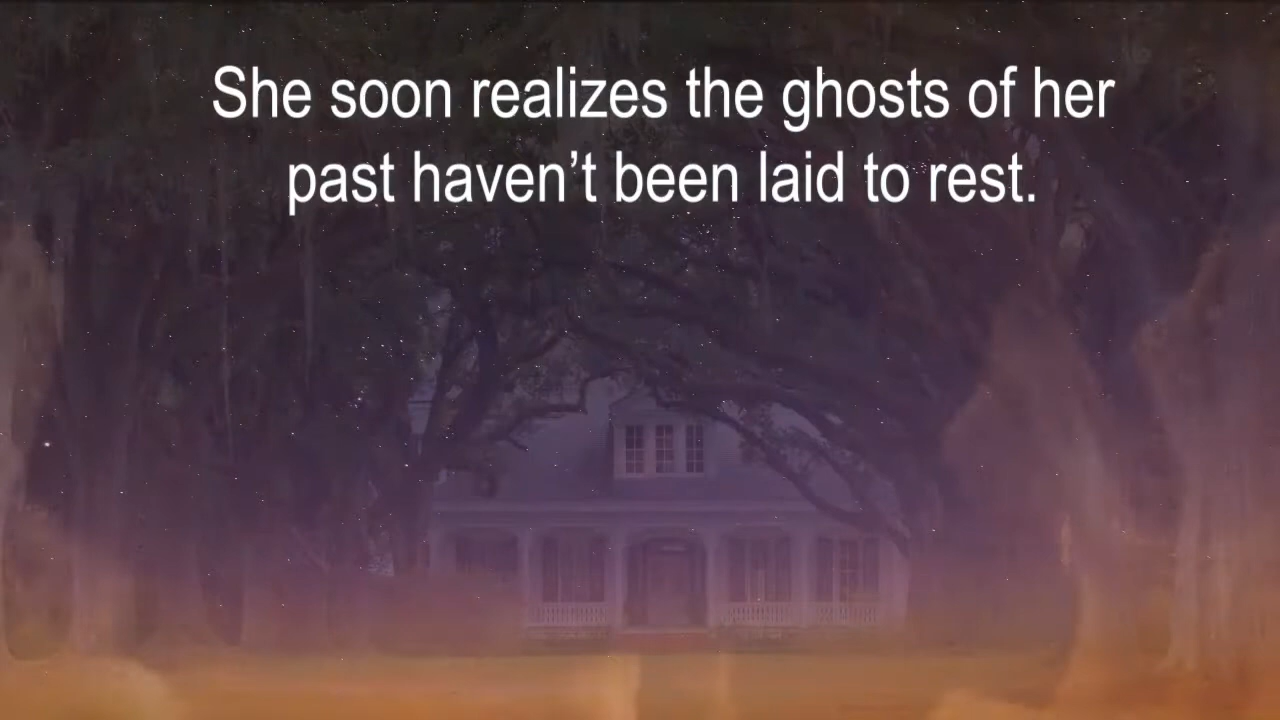 She soon realizes the ghosts of her
past haven’t been laid to rest.